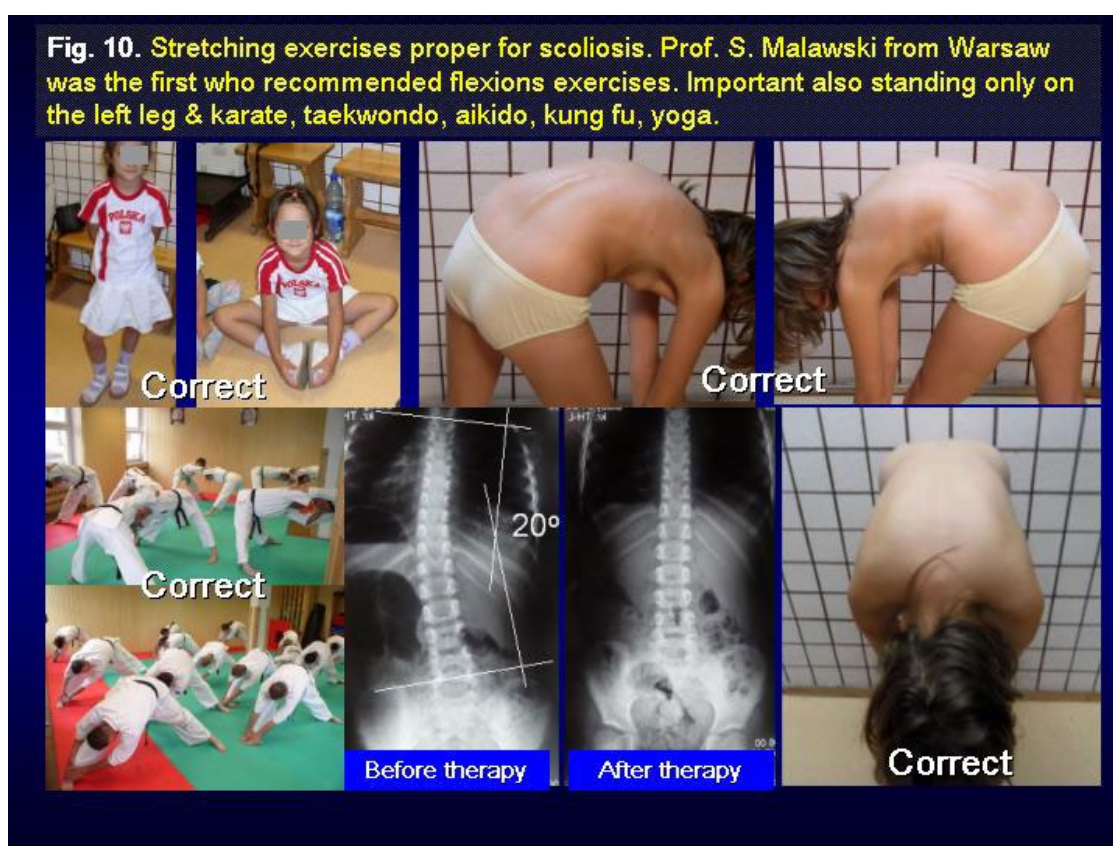 Fig. 10. Stretching exercises proper for scoliosis. Prof. S. Malawski from Warsaw
was the first who recommended flexions exercises. Important also standing only on
the left leg & karate, taekwondo, aikido, kung fu, yoga.
POLSKA
POLSKA
Correct
Correct
Correct
20º
Before therapy
After therapy
Correct